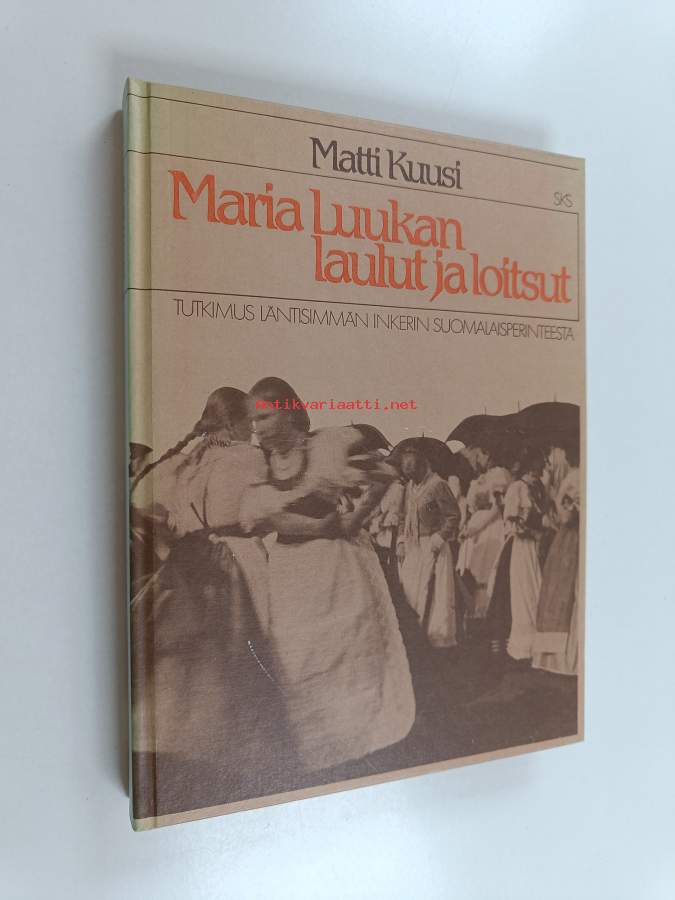 Matti Kuusi
SKS
Maria Luukan
laulut ja loitsut
TUTKIMUS LÄNTISIMMÄN INKERIN SUOMALAISPERINTEESTÄ
antikvariaatti.net